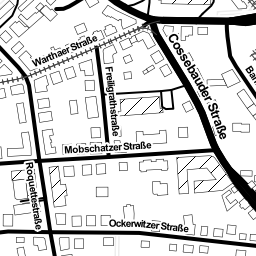 Warthaer Straße
Cossebauder Straße
Freiligrathstraße
Mobschatzer Straße
Roquettestraße
Ockerwitzer Straße